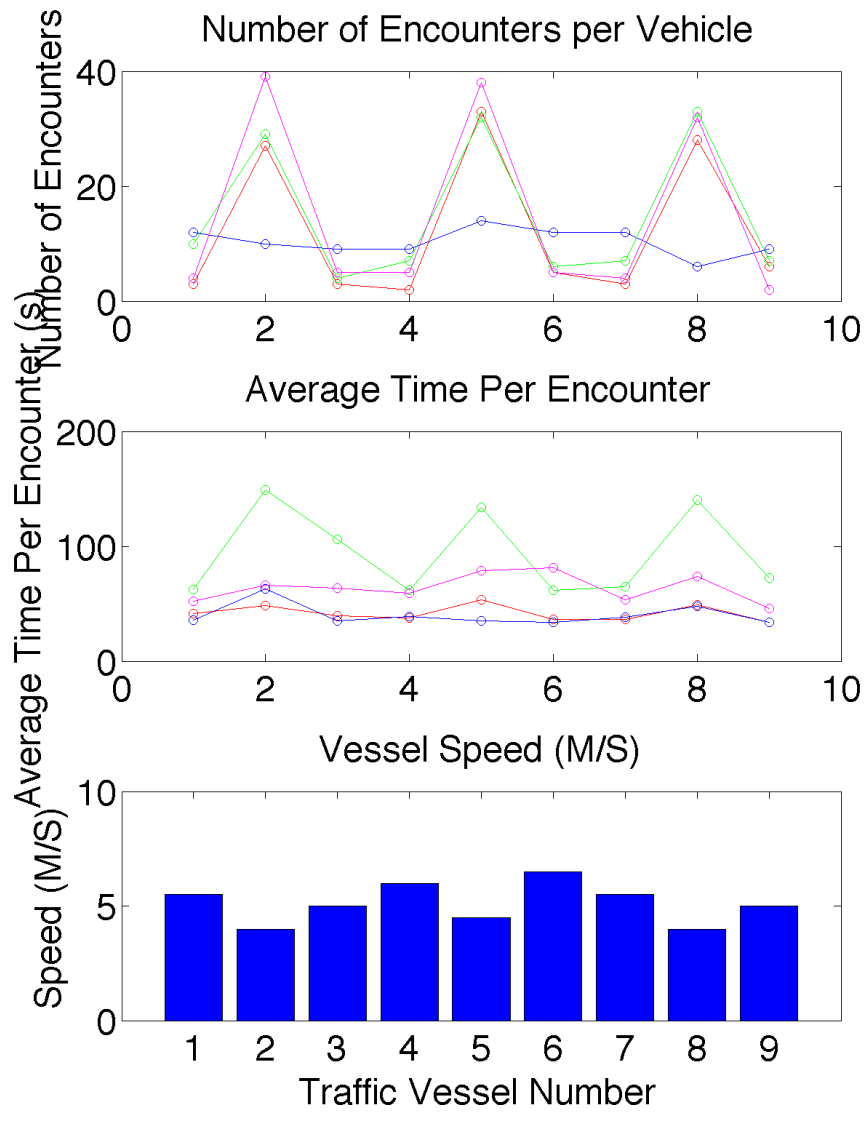 Number of Encounters per Vehicle
Number of Encounters
40
20
0
0 2 4 6 8 10
Average Time Per Encounter
Average Time Per Encounter (s)
200
100
0
0 2 4 6 8 10
Vessel Speed (M/S)
Speed (M/S)
10
5
0
1 2 3 4 5 6 7 8 9
Traffic Vessel Number